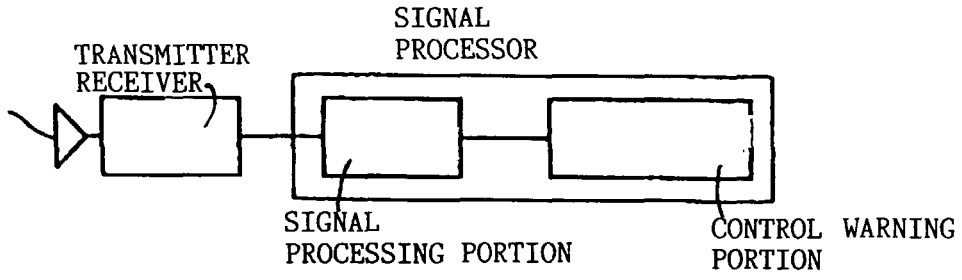 SIGNAL
PROCESSOR
TRANSMITTER
RECEIVER
SIGNAL
PROCESSING PORTION
CONTROL WARNING
PORTION